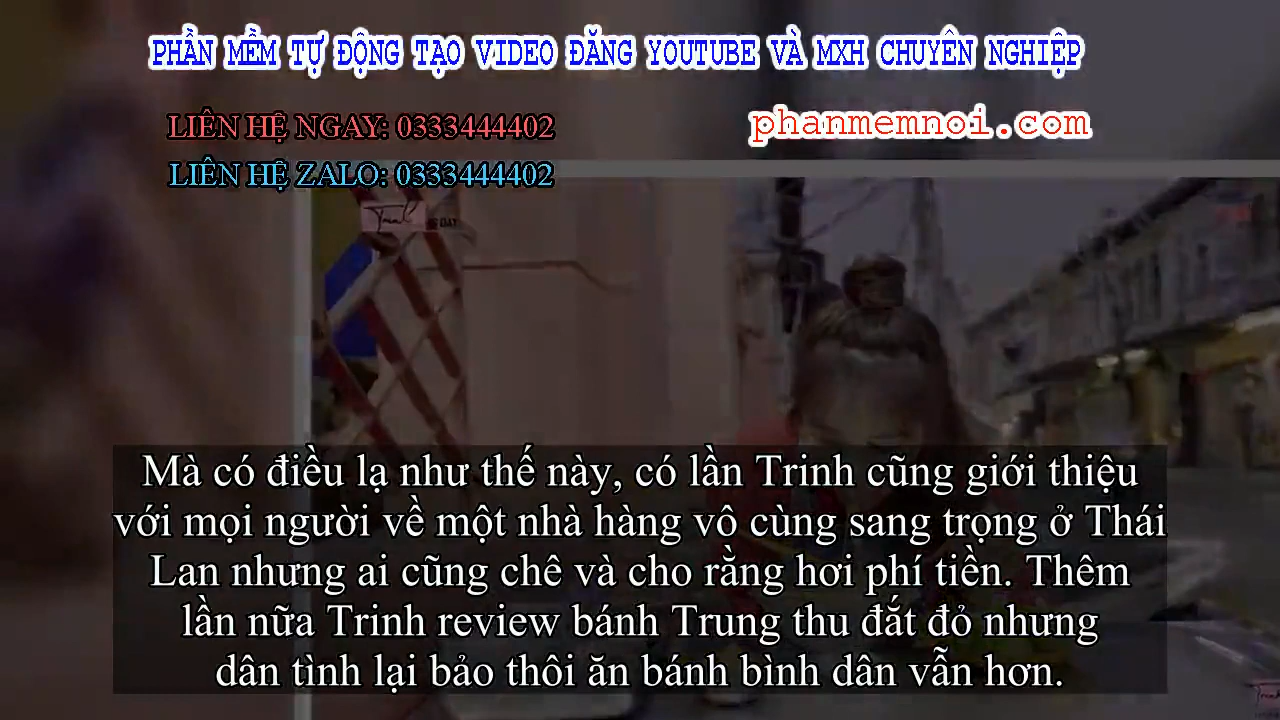 PHẦN MỀM TỰ ĐỘNG TẠO VIDEO ĐĂNG YOUTUBE VÀ MXH CHUYÊN NGHIỆP
LIÊN HỆ NGAY: 0333444402
phanmemnoi.com
LIÊN HỆ ZALO: 0333444402
Mà có điều lạ như thế này, có lần Trinh cũng giới thiệu
với mọi người về một nhà hàng vô cùng sang trọng ở Thái
Lan nhưng ai cũng chê và cho rằng hơi phí tiền. Thêm
lần nữa Trinh review bánh Trung thu đắt đỏ nhưng
dân tình lại bảo thôi ăn bánh bình dân vẫn hơn.